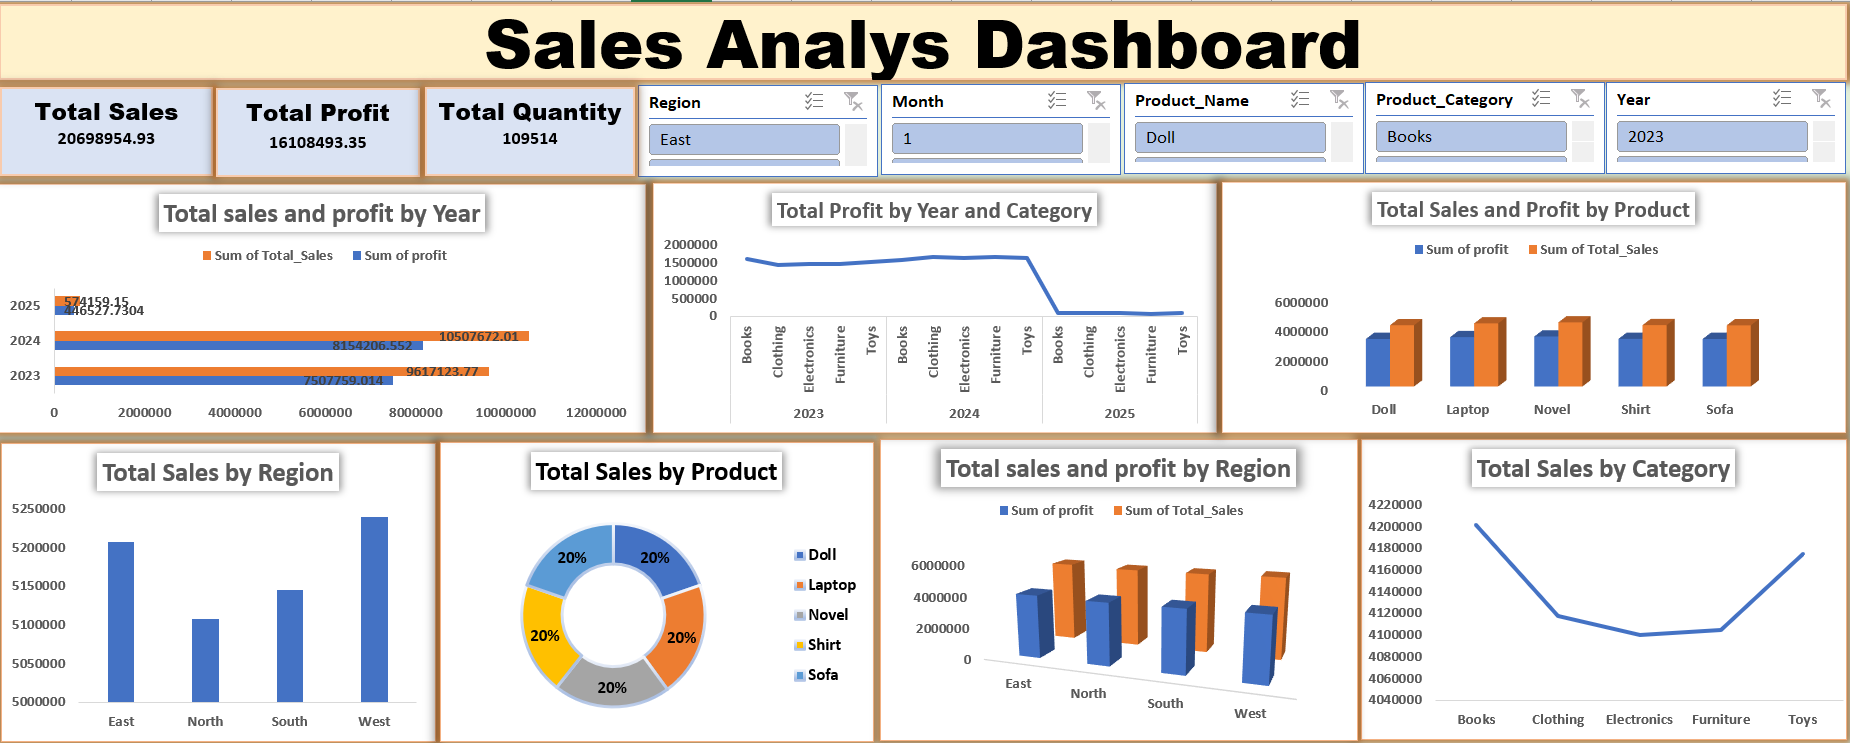 Sales Analys Dashboard
Total Sales
20698954.93
Total Profit
16108493.35
Total Quantity
109514
Region
East
Month
1
Product_Name
Doll
Product_Category
Books
Year
2023
Total sales and profit by Year
Sum of Total_Sales
Sum of profit
2025
574159.15
446527.7304
2024
10507672.01
8154206.552
2023
9617123.77
7507759.014
0 2000000 4000000 6000000 8000000 10000000 12000000
Total Profit by Year and Category
2000000
1500000
1000000
500000
0
Books Clothing Electronics Furniture Toys Books Clothing Electronics Furniture Toys Books Clothing Electronics Furniture Toys
2023 2024 2025
Total Sales and Profit by Product
Sum of profit
Sum of Total_Sales
6000000
4000000
2000000
0
Doll Laptop Novel Shirt Sofa
Total Sales by Region
5250000
5200000
5150000
5100000
5050000
5000000
East North South West
Total Sales by Product
20%
20%
20%
20%
20%
Doll
Laptop
Novel
Shirt
Sofa
Total sales and profit by Region
Sum of profit
Sum of Total_Sales
6000000
4000000
2000000
0
East North South West
Total Sales by Category
4220000
4200000
4180000
4160000
4140000
4120000
4100000
4080000
4060000
4040000
Books Clothing Electronics Furniture Toys